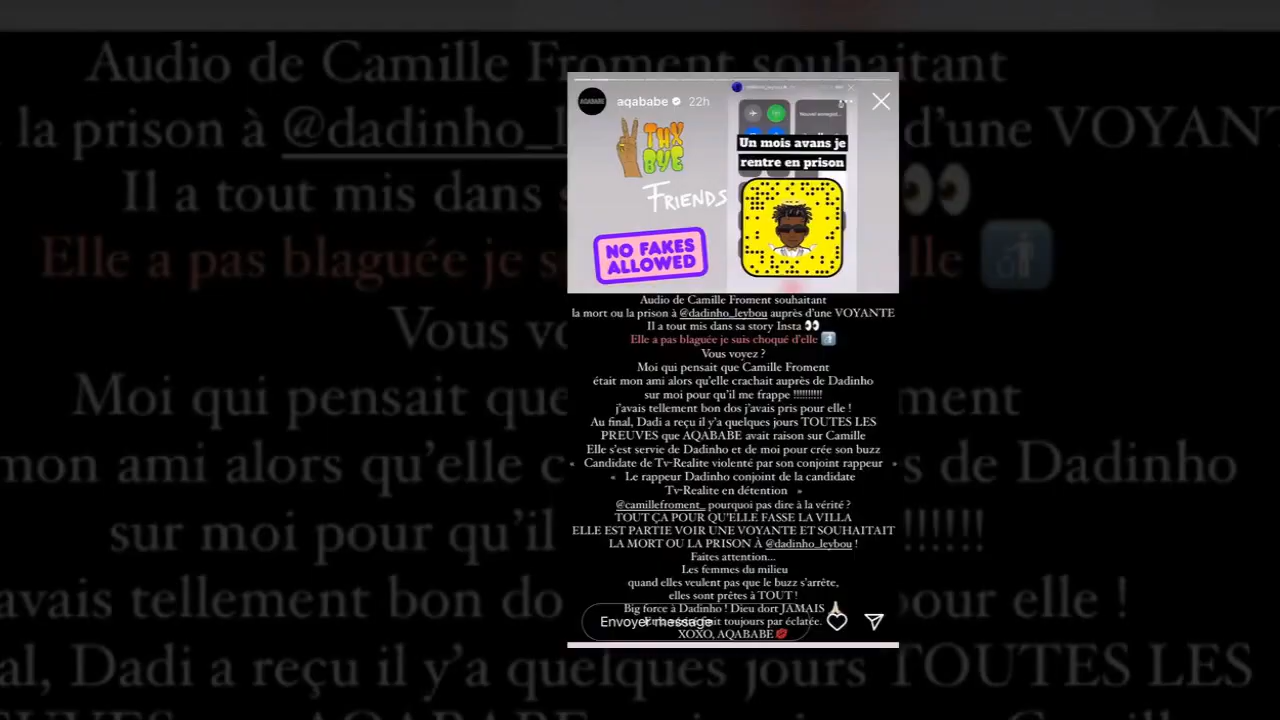 aqababe 22h
THX
BYE
FRIENDS
NO FAKES
ALLOWED
Un mois avans je
rentre en prison
Audio de Camille Froment souhaitant
la mort ou la prison à @dadinho_leybou auprès d'une VOYANTE
Il a tout mis dans sa story Insta 👀
Elle a pas blaguée je suis choqué d'elle 🚮
Vous voyez ?
Moi qui pensait que Camille Froment
était mon ami alors qu'elle crachait auprès de Dadinho
sur moi pour qu'il me frappe !!!!!!!!!!
j'avais tellement bon dos j'avais pris pour elle !
Au final, Dadi a reçu il y'a quelques jours TOUTES LES
PREUVES que AQABABE avait raison sur Camille
Elle s'est servie de Dadinho et de moi pour crée son buzz
« Candidate de Tv-Realite violenté par son conjoint rappeur »
« Le rappeur Dadinho conjoint de la candidate
Tv-Realite en détention »
@camillefroment_ pourquoi pas dire à la vérité ?
TOUT ÇA POUR QU'ELLE FASSE LA VILLA
ELLE EST PARTIE VOIR UNE VOYANTE ET SOUHAITAIT
LA MORT OU LA PRISON À @dadinho_leybou !
Faites attention...
Les femmes du milieu
quand elles veulent pas que le buzz s'arrête,
elles sont prêtes à TOUT !
Big force à Dadinho ! Dieu dort JAMAIS 🙏🏻
toujours par éclatée.
Envoyer message
XOXO, AQABABE💋